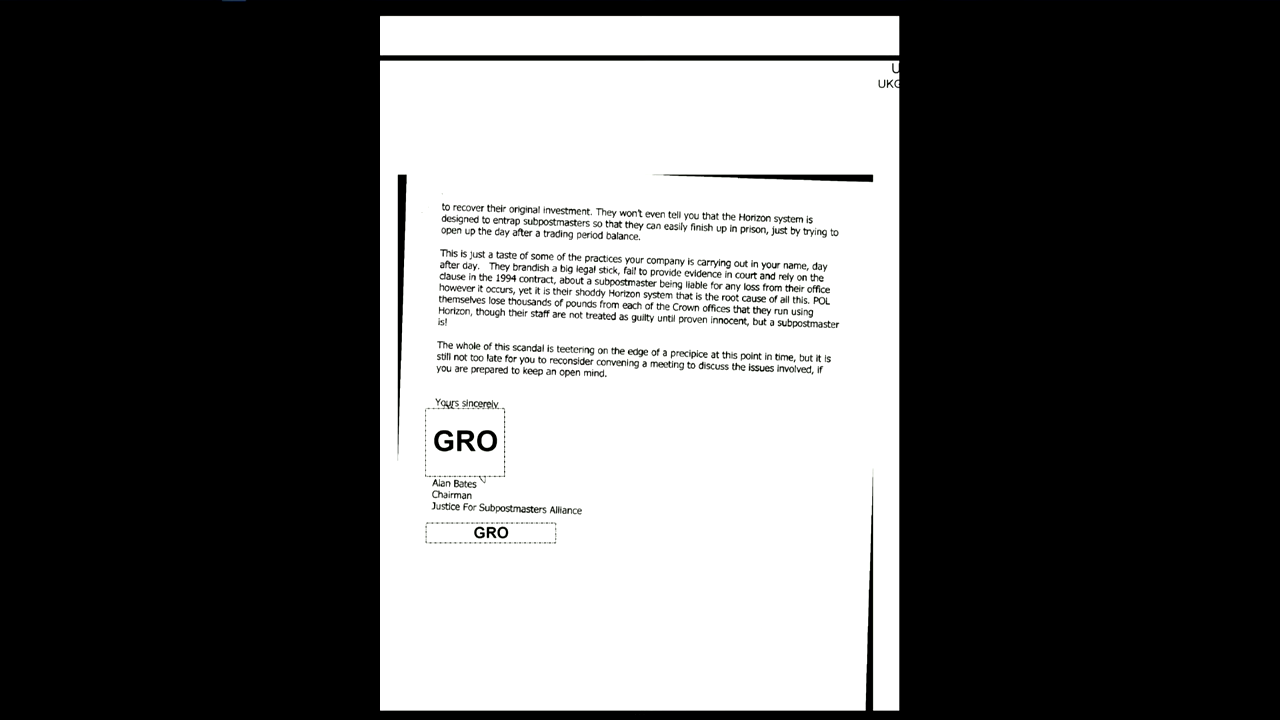 U
UKG
to recover their original investment. They won't even tell you that the Horizon system is
designed to entrap subpostmasters so that they can easily finish up in prison, just by trying to
open up the day after a trading period balance.
This is just a taste of some of the practices your company is carrying out in your name, day
after day. They brandish a big legal stick, fail to provide evidence in court and rely on the
clause in the 1994 contract, about a subpostmaster being liable for any loss from their office
however it occurs, yet it is their shoddy Horizon system that is the root cause of all this. POL
themselves lose thousands of pounds from each of the Crown offices that they run using
Horizon, though their staff are not treated as guilty until proven innocent, but a subpostmaster
is!
The whole of this scandal is teetering on the edge of a precipice at this point in time, but it is
still not too late for you to reconsider convening a meeting to discuss the issues involved, if
you are prepared to keep an open mind.
Yours sincerely
GRO
Alan Bates
Chairman
Justice For Subpostmasters Alliance
GRO